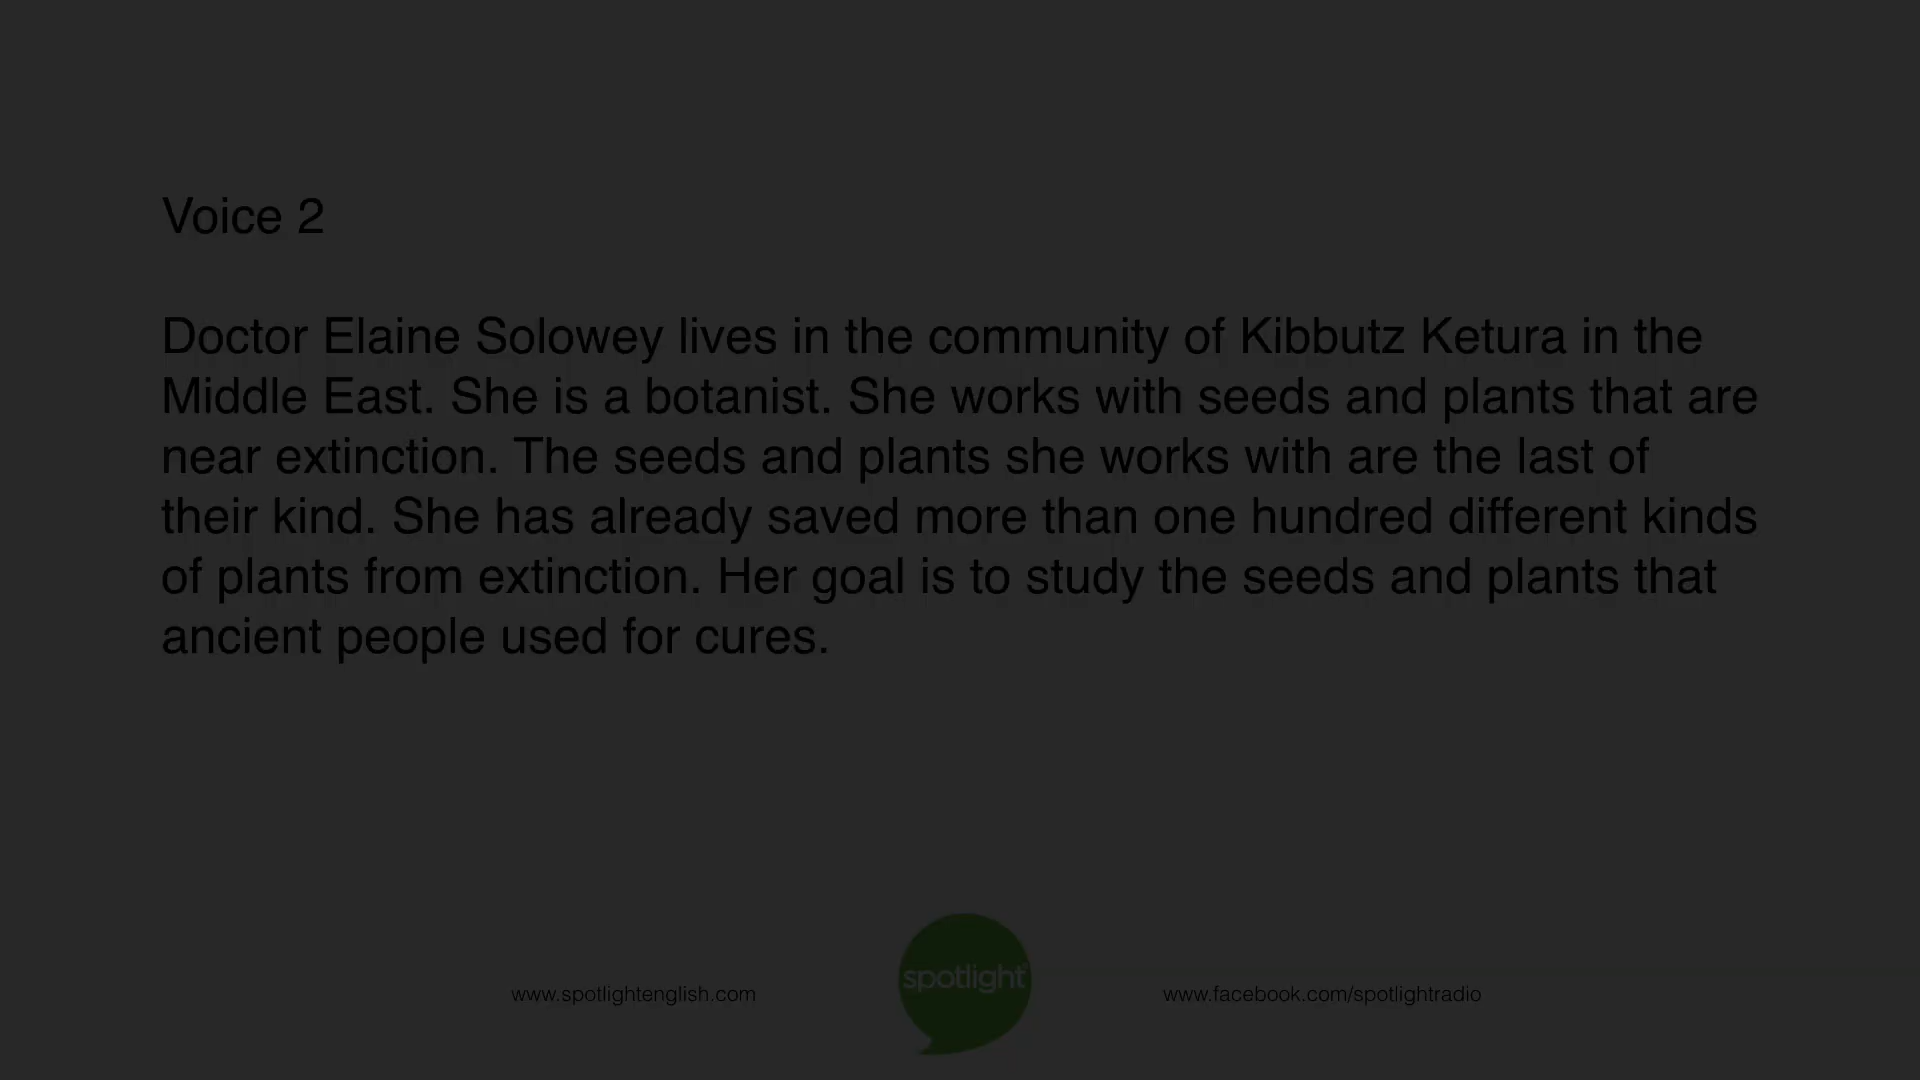 Voice 2
Doctor Elaine Solowey lives in the community of Kibbutz Ketura in the
Middle East. She is a botanist. She works with seeds and plants that are
near extinction. The seeds and plants she works with are the last of
their kind. She has already saved more than one hundred different kinds
of plants from extinction. Her goal is to study the seeds and plants that
ancient people used for cures.
www.spotlightenglish.com
spotlight
www.facebook.com/spotlightradio